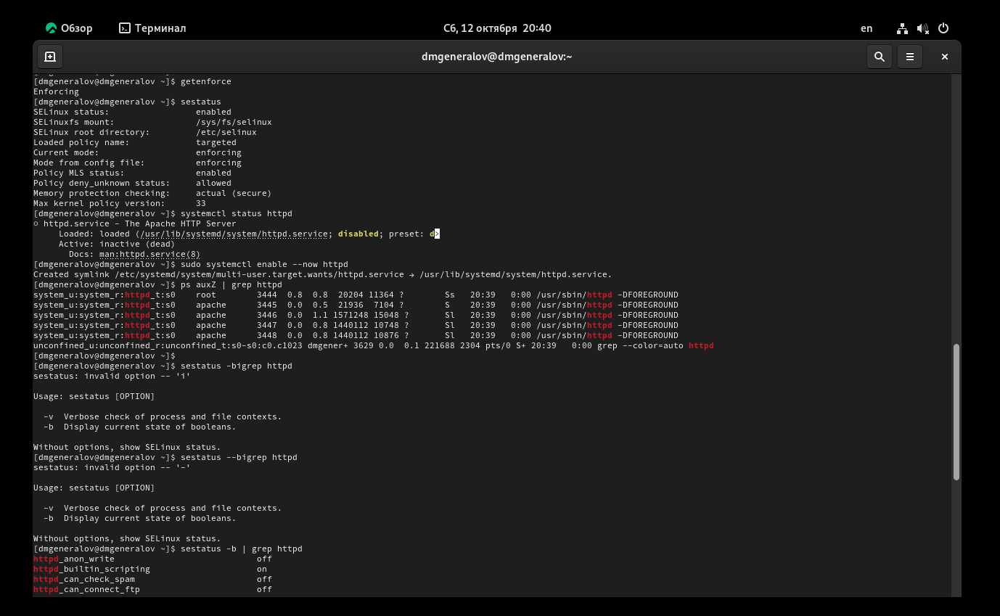 Обзор Терминал Сб, 12 октября 20:40 en
dmgeneralov@dmgeneralov:~
[dmgeneralov@dmgeneralov ~]$ getenforce
Enforcing
[dmgeneralov@dmgeneralov ~]$ sestatus
SELinux status:                 enabled
SELinuxfs mount:                /sys/fs/selinux
SELinux root directory:         /etc/selinux
Loaded policy name:             targeted
Current mode:                   enforcing
Mode from config file:          enforcing
Policy MLS status:              enabled
Policy deny_unknown status:     allowed
Memory protection checking:     actual (secure)
Max kernel policy version:      33
[dmgeneralov@dmgeneralov ~]$ systemctl status httpd
○ httpd.service - The Apache HTTP Server
     Loaded: loaded (/usr/lib/systemd/system/httpd.service; disabled; preset: d>
     Active: inactive (dead)
       Docs: man:httpd.service(8)
[dmgeneralov@dmgeneralov ~]$ sudo systemctl enable --now httpd
Created symlink /etc/systemd/system/multi-user.target.wants/httpd.service → /usr/lib/systemd/system/httpd.service.
[dmgeneralov@dmgeneralov ~]$ ps auxZ | grep httpd
system_u:system_r:httpd_t:s0    root        3444  0.8  0.8  20204 11364 ?        Ss   20:39   0:00 /usr/sbin/httpd -DFOREGROUND
system_u:system_r:httpd_t:s0    apache      3445  0.0  0.5  21936  7104 ?        S    20:39   0:00 /usr/sbin/httpd -DFOREGROUND
system_u:system_r:httpd_t:s0    apache      3446  0.0  1.1 1571248 15048 ?       Sl   20:39   0:00 /usr/sbin/httpd -DFOREGROUND
system_u:system_r:httpd_t:s0    apache      3447  0.0  0.8 1440112 10748 ?       Sl   20:39   0:00 /usr/sbin/httpd -DFOREGROUND
system_u:system_r:httpd_t:s0    apache      3448  0.0  0.8 1440112 10876 ?       Sl   20:39   0:00 /usr/sbin/httpd -DFOREGROUND
unconfined_u:unconfined_r:unconfined_t:s0-s0:c0.c1023 dmgener+ 3629 0.0  0.1 221688 2304 pts/0 S+ 20:39   0:00 grep --color=auto httpd
[dmgeneralov@dmgeneralov ~]$
[dmgeneralov@dmgeneralov ~]$ sestatus -bigrep httpd
sestatus: invalid option -- 'i'
Usage: sestatus [OPTION]
  -v  Verbose check of process and file contexts.
  -b  Display current state of booleans.
Without options, show SELinux status.
[dmgeneralov@dmgeneralov ~]$ sestatus --bigrep httpd
sestatus: invalid option -- '-'
Usage: sestatus [OPTION]
  -v  Verbose check of process and file contexts.
  -b  Display current state of booleans.
Without options, show SELinux status.
[dmgeneralov@dmgeneralov ~]$ sestatus -b | grep httpd
httpd_anon_write                            off
httpd_builtin_scripting                     on
httpd_can_check_spam                        off
httpd_can_connect_ftp                       off